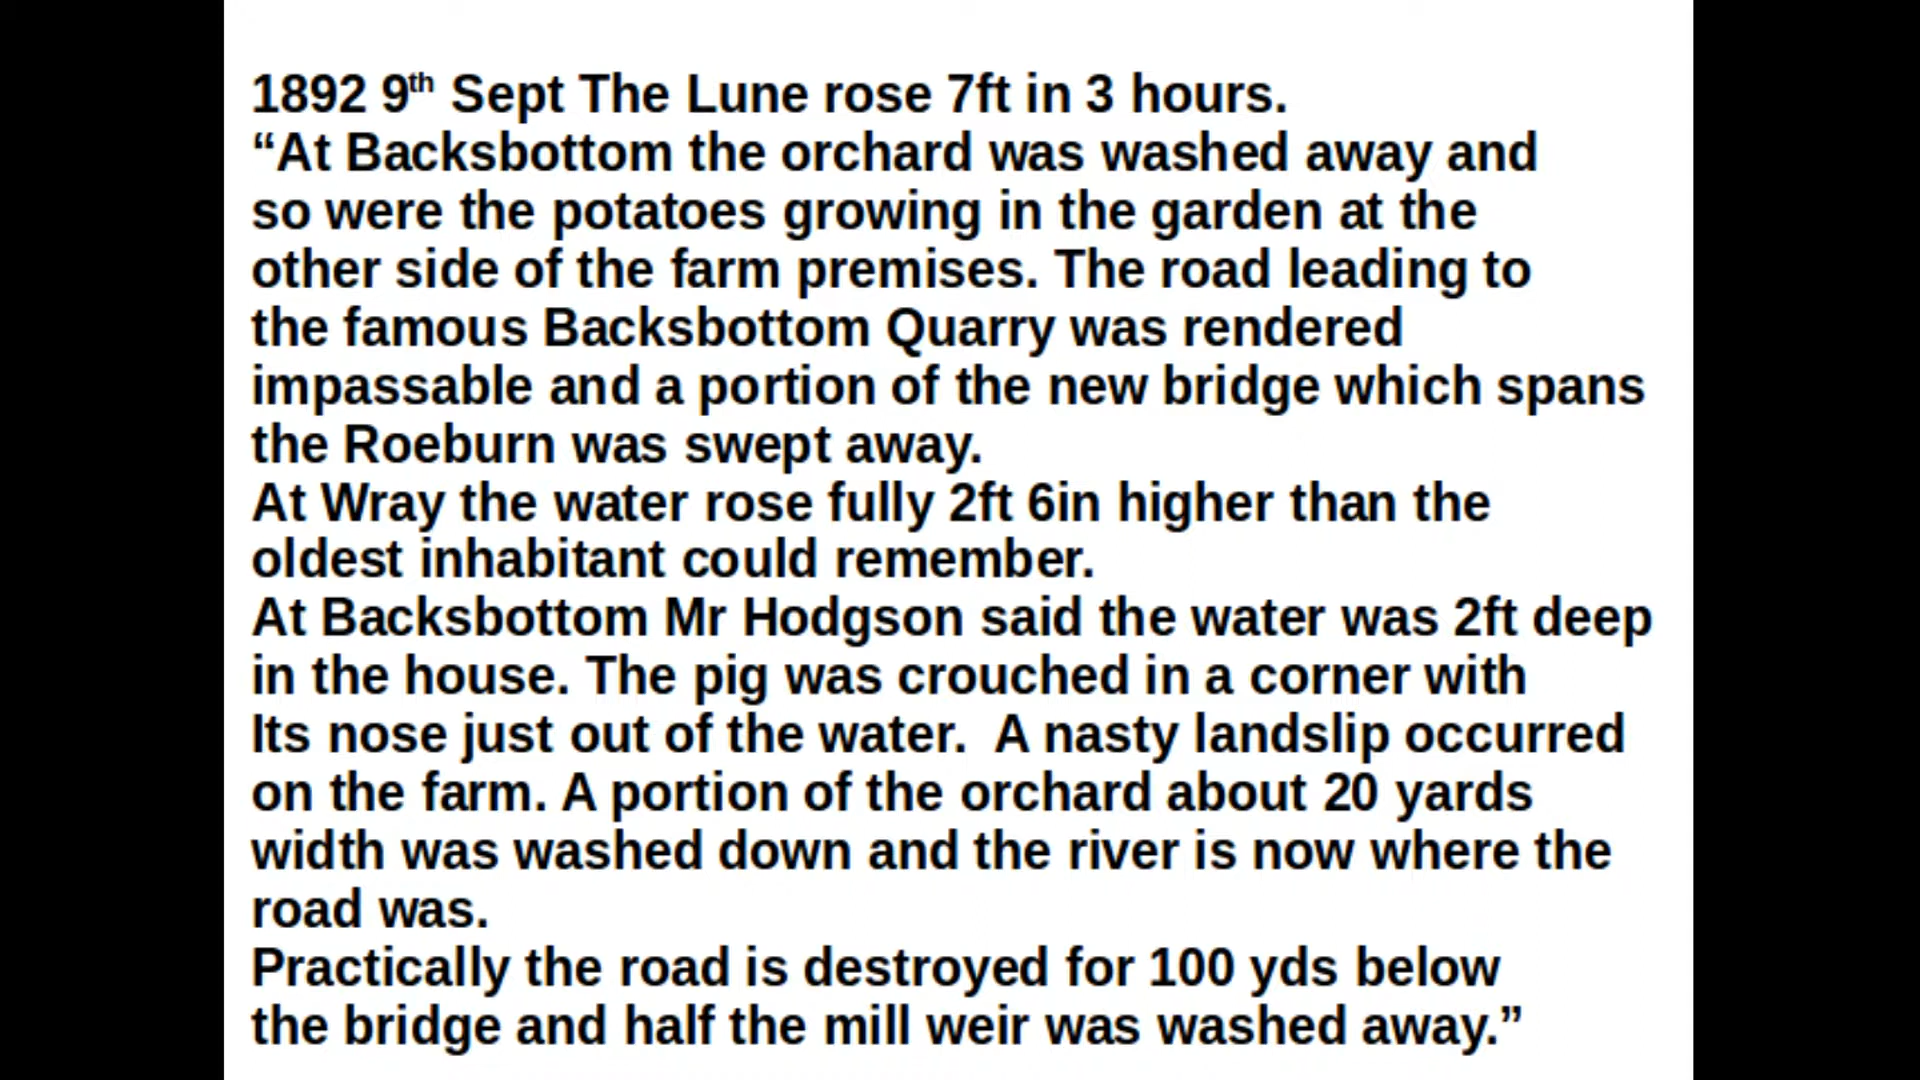 1892 9th Sept The Lune rose 7ft in 3 hours.
“At Backsbottom the orchard was washed away and
so were the potatoes growing in the garden at the
other side of the farm premises. The road leading to
the famous Backsbottom Quarry was rendered
impassable and a portion of the new bridge which spans
the Roeburn was swept away.
At Wray the water rose fully 2ft 6in higher than the
oldest inhabitant could remember.
At Backsbottom Mr Hodgson said the water was 2ft deep
in the house. The pig was crouched in a corner with
Its nose just out of the water.  A nasty landslip occurred
on the farm. A portion of the orchard about 20 yards
width was washed down and the river is now where the
road was.
Practically the road is destroyed for 100 yds below
the bridge and half the mill weir was washed away.”